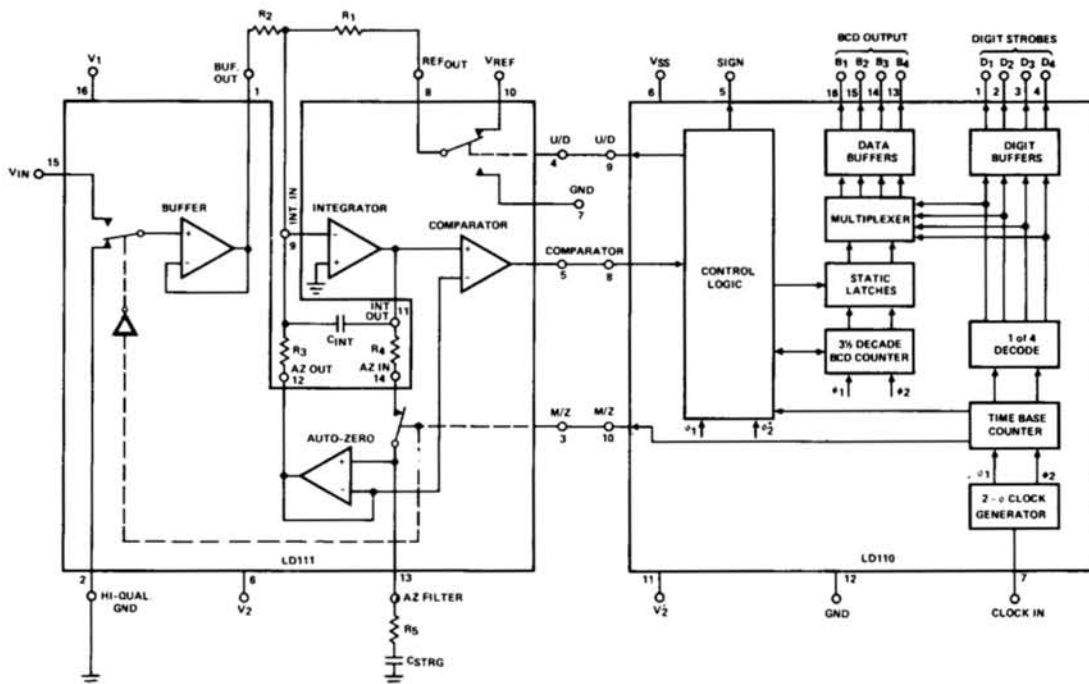 R2
R1
BCD OUTPUT
DIGIT STROBES
V1
BUF. OUT
REFOUT
VREF
VSS
SIGN
B1 B2 B3 B4
D1 D2 D3 D4
16
1
8
10
6
5
16 15 14 13
1 2 3 4
VIN
15
BUFFER
INT IN
9
INTEGRATOR
COMPARATOR
U/D
4
U/D
9
GND
7
COMPARATOR
5
8
CONTROL LOGIC
DATA BUFFERS
DIGIT BUFFERS
MULTIPLEXER
STATIC LATCHES
3½ DECADE BCD COUNTER
φ1
φ2
1 of 4 DECODE
TIME BASE COUNTER
φ1
φ2
2 - φ CLOCK GENERATOR
INT OUT
11
CINT
R3
R4
AZ OUT
12
AZ IN
14
AUTO-ZERO
M/Z
3
M/Z
10
φ1
φ2
LD111
LD110
2
HI-QUAL GND
6
V2
13
AZ FILTER
R5
CSTRG
11
V2
12
GND
7
CLOCK IN